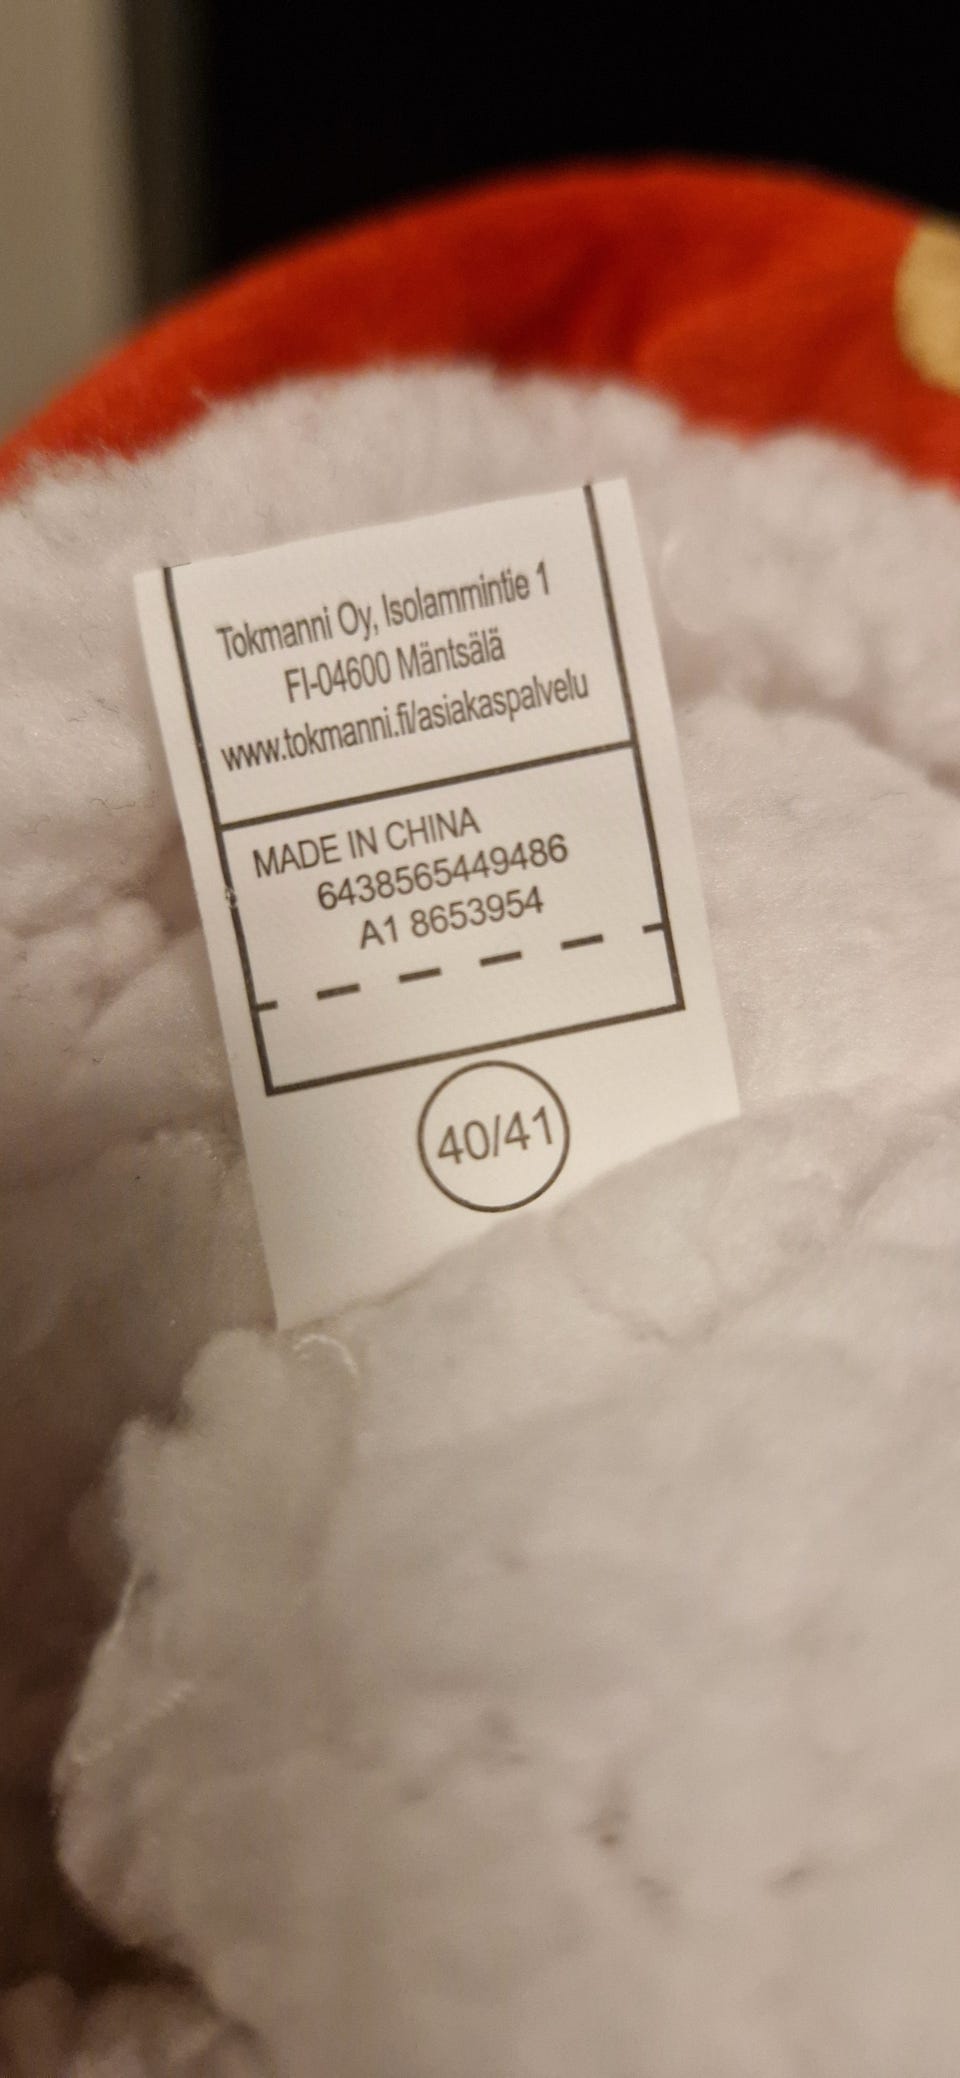 Tokmanni Oy, Isolammintie 1
FI-04600 Mäntsälä
www.tokmanni.fi/asiakaspalvelu
MADE IN CHINA
6438565449486
A1 8653954
40/41